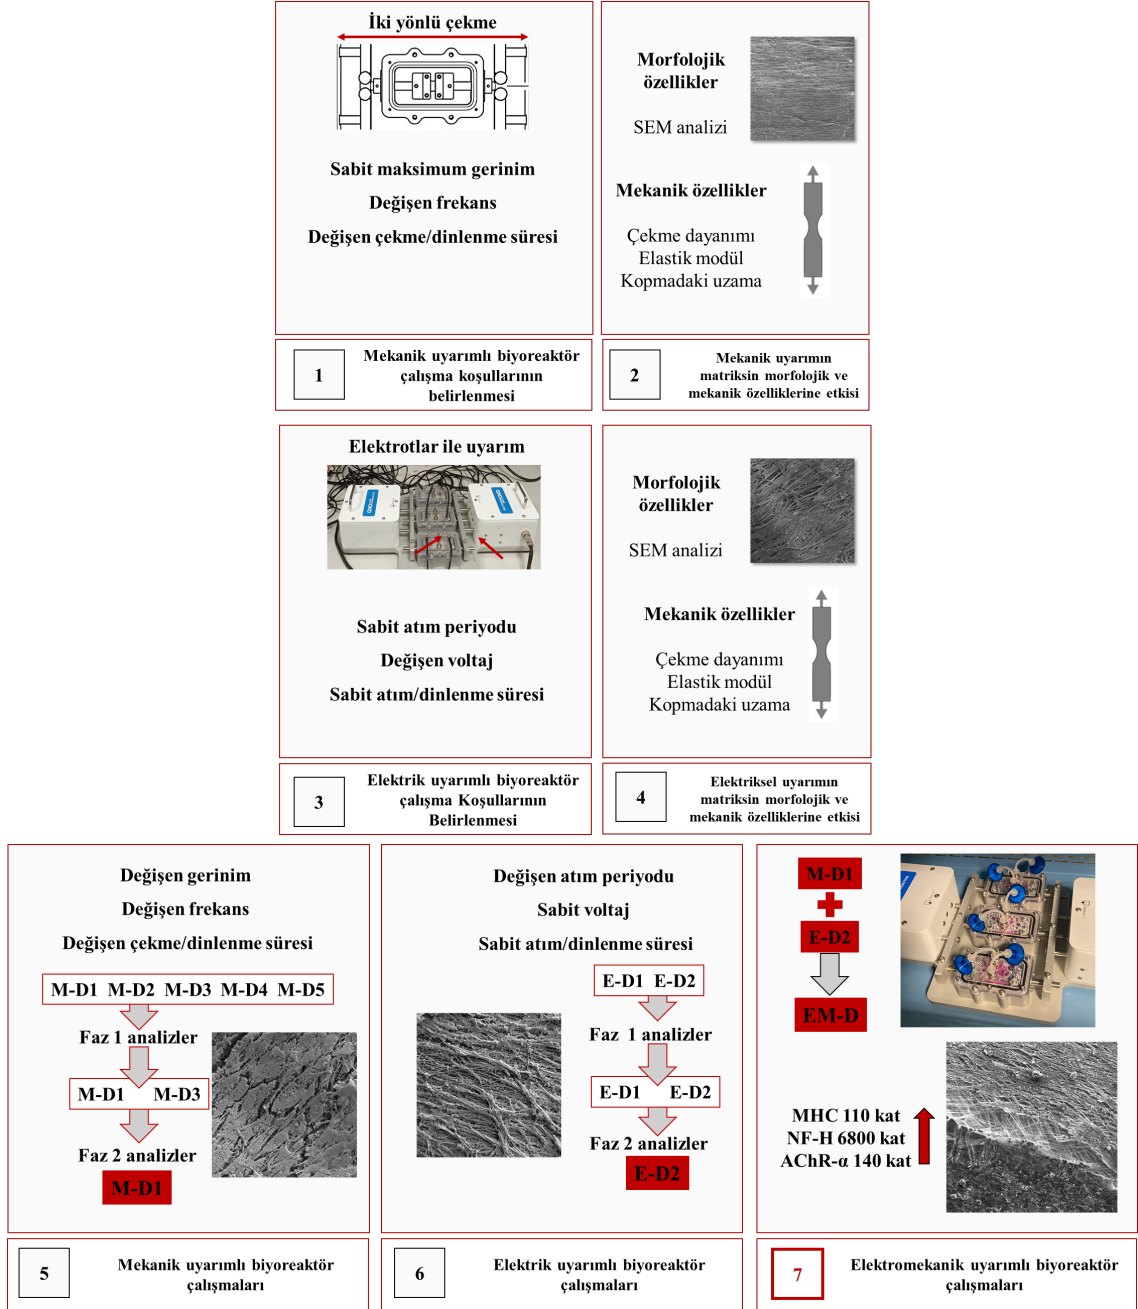 İki yönlü çekme
Sabit maksimum gerinim
Değişen frekans
Değişen çekme/dinlenme süresi
1
Mekanik uyarımlı biyoreaktör
çalışma koşullarının
belirlenmesi
Morfolojik
özellikler
SEM analizi
Mekanik özellikler
Çekme dayanımı
Elastik modül
Kopmadaki uzama
2
Mekanik uyarımın
matriksin morfolojik ve
mekanik özelliklerine etkisi
Elektrotlar ile uyarım
Sabit atım periyodu
Değişen voltaj
Sabit atım/dinlenme süresi
3
Elektrik uyarımlı biyoreaktör
çalışma Koşullarının
Belirlenmesi
Morfolojik
özellikler
SEM analizi
Mekanik özellikler
Çekme dayanımı
Elastik modül
Kopmadaki uzama
4
Elektriksel uyarımın
matriksin morfolojik ve
mekanik özelliklerine etkisi
Değişen gerinim
Değişen frekans
Değişen çekme/dinlenme süresi
M-D1 M-D2 M-D3 M-D4 M-D5
Faz 1 analizler
M-D1 M-D3
Faz 2 analizler
M-D1
5
Mekanik uyarımlı biyoreaktör
çalışmaları
Değişen atım periyodu
Sabit voltaj
Sabit atım/dinlenme süresi
E-D1 E-D2
Faz 1 analizler
E-D1 E-D2
Faz 2 analizler
E-D2
6
Elektrik uyarımlı biyoreaktör
çalışmaları
M-D1
E-D2
EM-D
MHC 110 kat
NF-H 6800 kat
AChR-α 140 kat
7
Elektromekanik uyarımlı biyoreaktör
çalışmaları